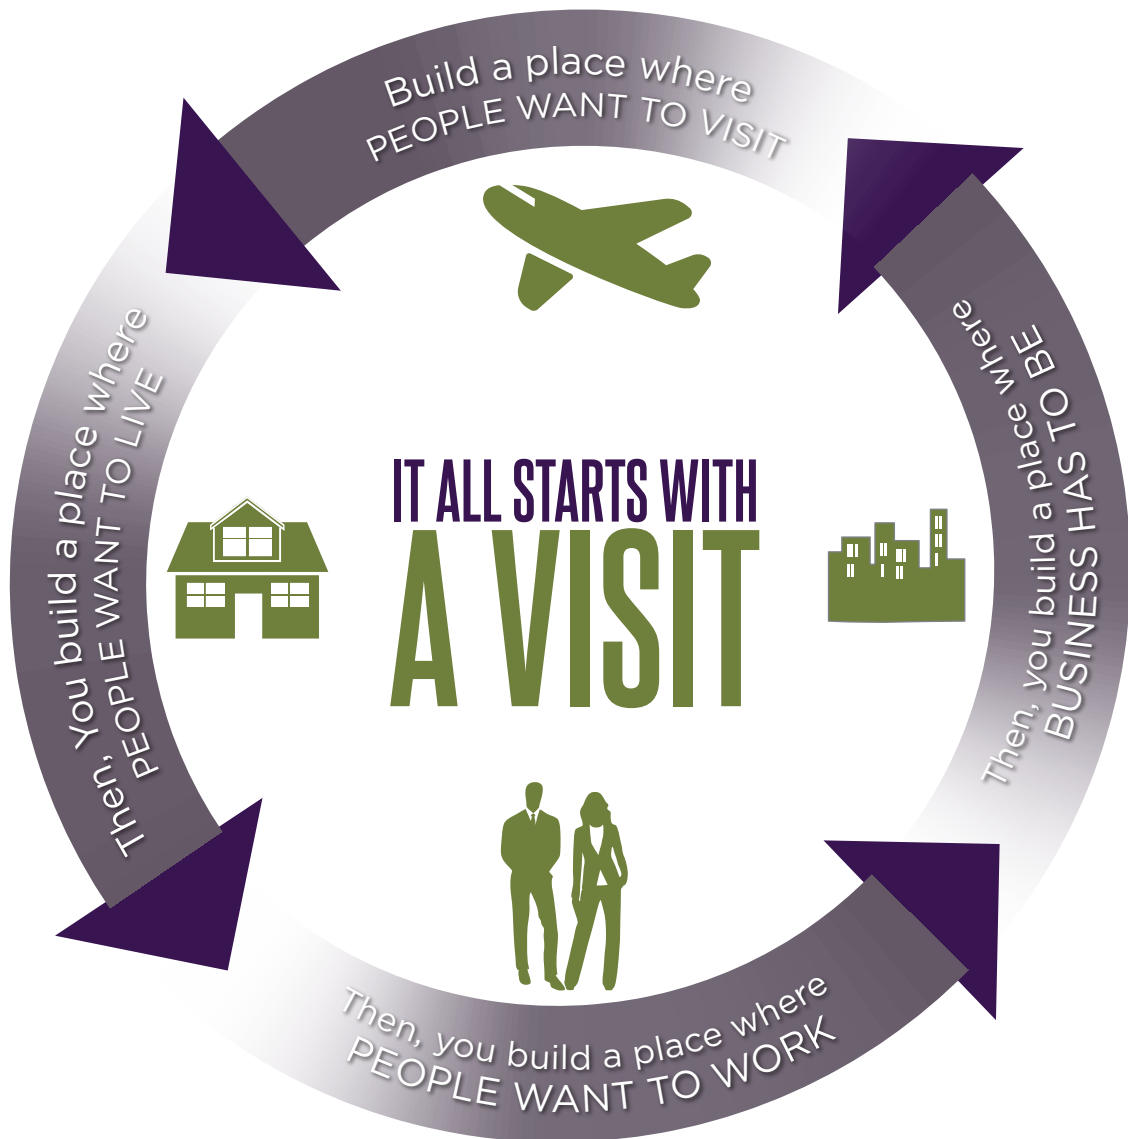 Build a place where
PEOPLE WANT TO VISIT
Then, You build a place where
PEOPLE WANT TO LIVE
Then, you build a place where
PEOPLE WANT TO WORK
Then, you build a place where
BUSINESS HAS TO BE
IT ALL STARTS WITH
A VISIT